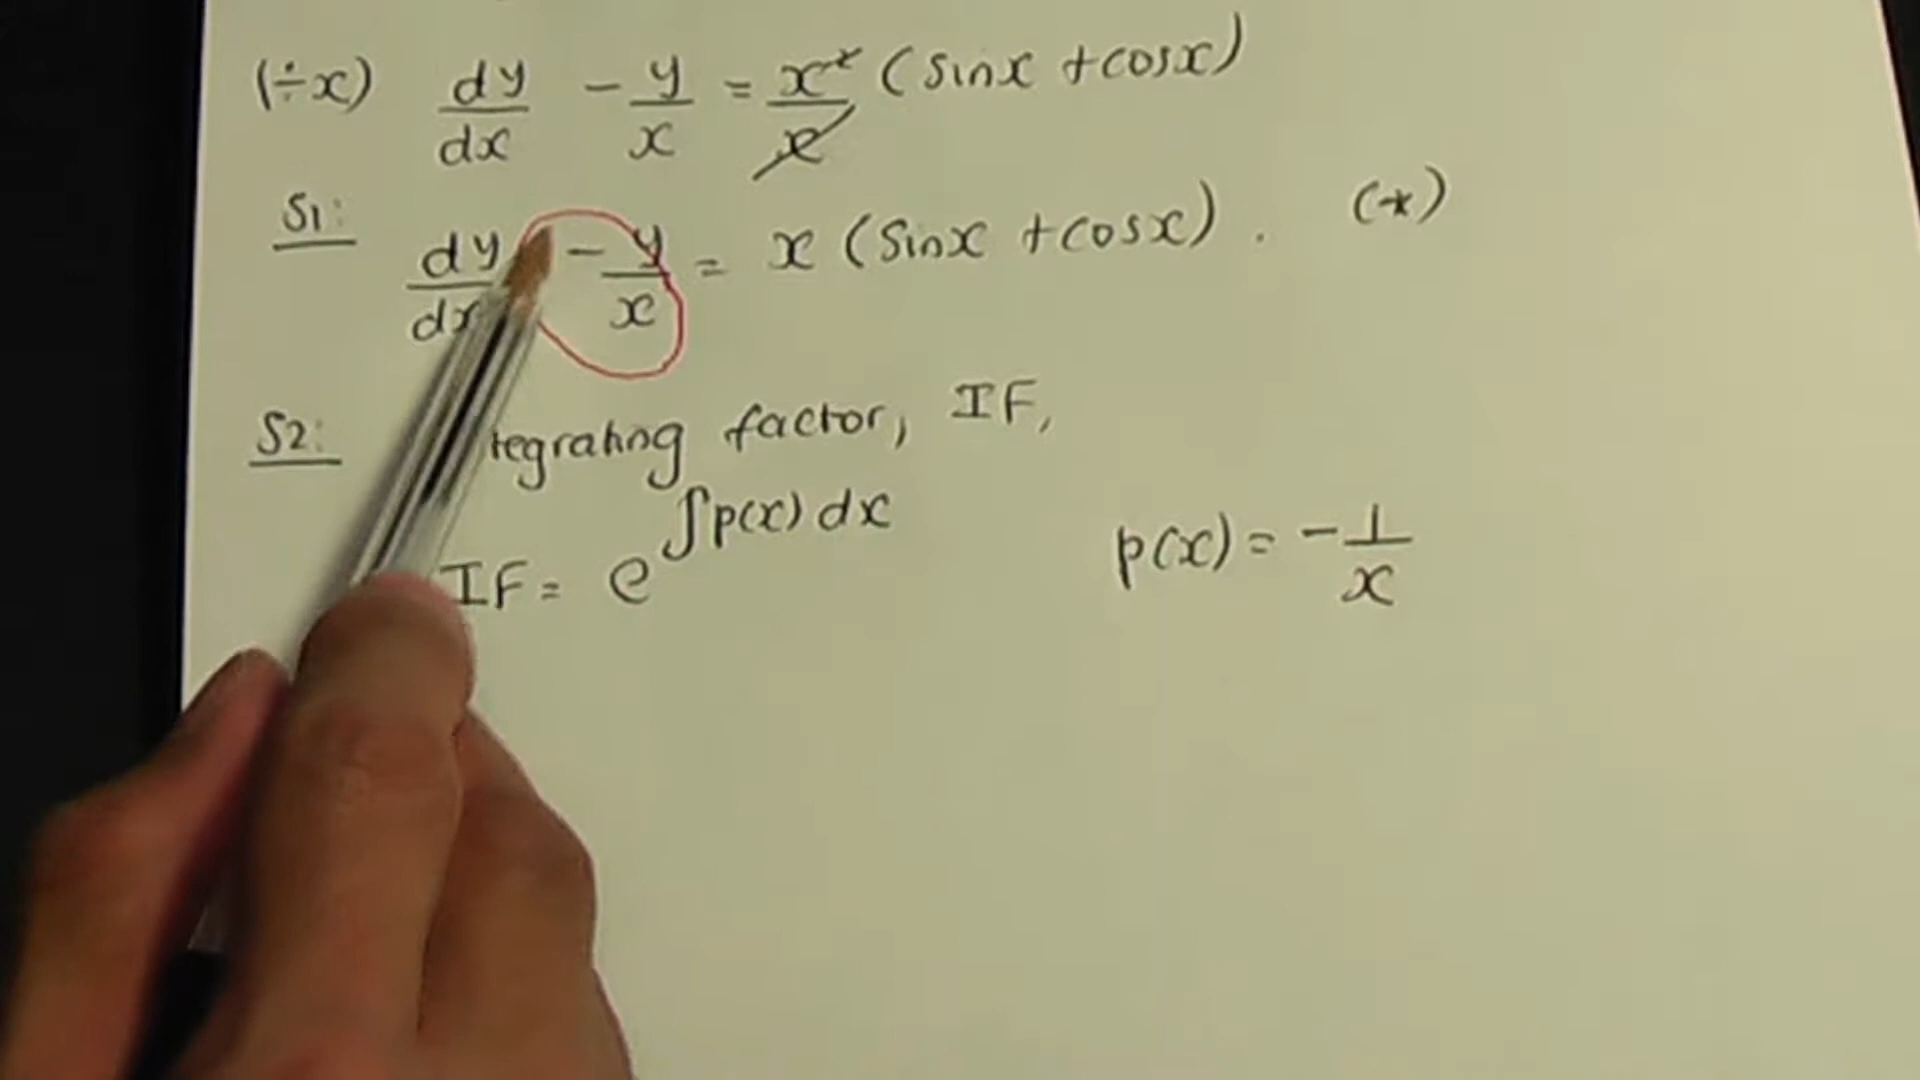 (÷x) dy/dx - y/x = x²/x (sinx + cosx)
S1: dy/dx - y/x = x (sinx + cosx). (*)
S2: tegrating factor, IF,
IF = e^∫p(x) dx p(x) = -1/x